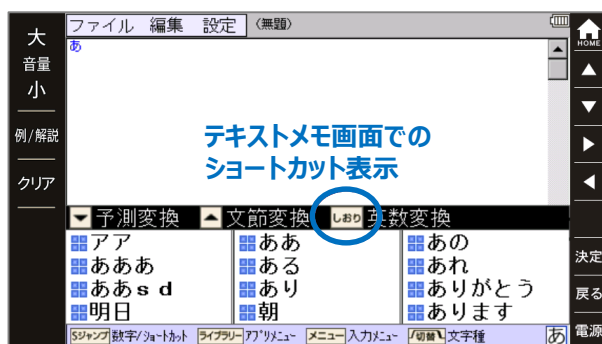 大
音量
小
例/解説
クリア
ファイル 編集 設定 〈無題〉
あ
テキストメモ画面での
ショートカット表示
予測変換 文節変換 しおり 英数変換
アア ああ あの
あああ ある あれ
ああsd あり ありがとう
明日 朝 あります
Sジャンプ 数字/ショートカット ライブラリー アプリメニュー メニュー 入力メニュー /切替 文字種 あ
HOME
決定
戻る
電源